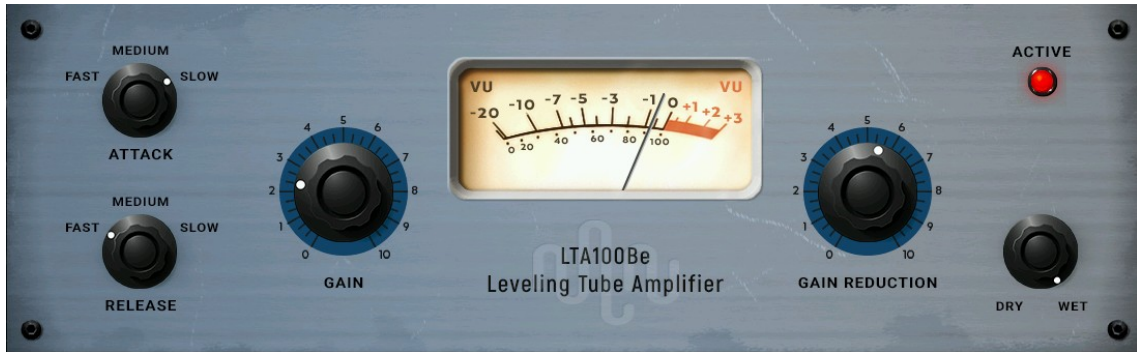 MEDIUM
FAST SLOW
ATTACK
MEDIUM
FAST SLOW
RELEASE
0 1 2 3 4 5 6 7 8 9 10
GAIN
VU VU
-20 -10 -7 -5 -3 -1 0 +1 +2 +3
0 20 40 60 80 100
LTA100Be
Leveling Tube Amplifier
0 1 2 3 4 5 6 7 8 9 10
GAIN REDUCTION
ACTIVE
DRY WET